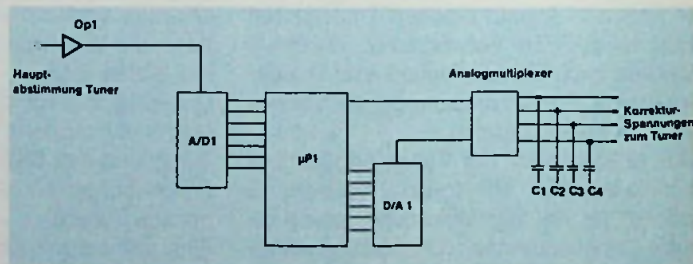 Op1
Haupt-
abstimmung Tuner
A/D1
µP1
D/A 1
Analogmultiplexer
Korrektur-
Spannungen
zum Tuner
C1 C2 C3 C4